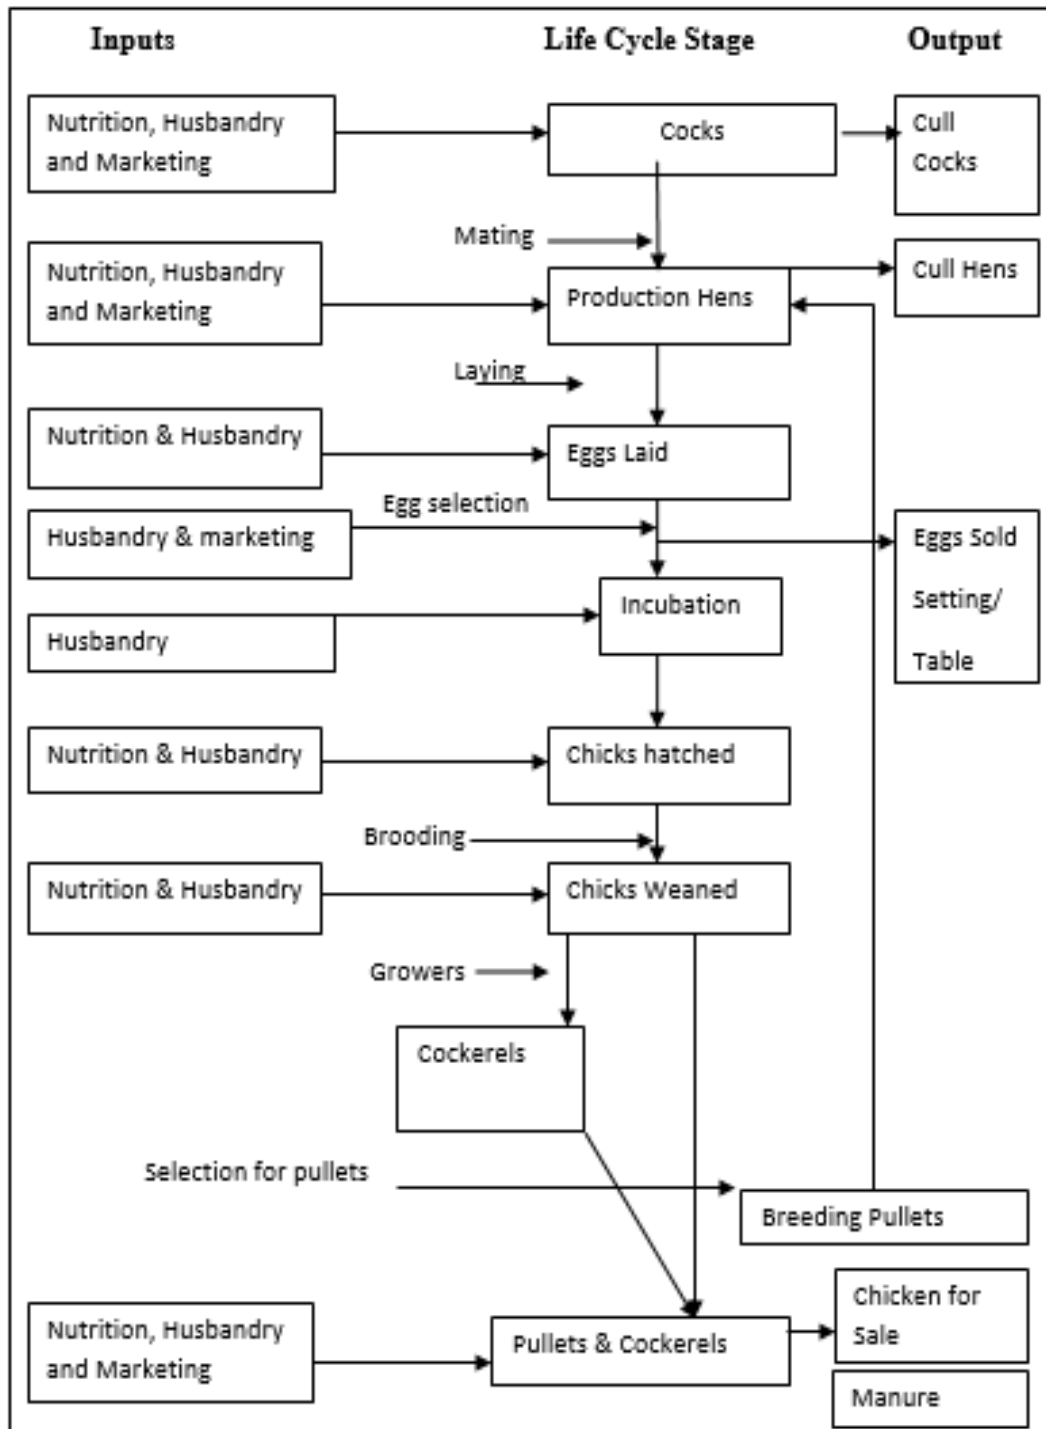 Inputs
Life Cycle Stage
Output
Nutrition, Husbandry
and Marketing
Cocks
Cull
Cocks
Mating
Nutrition, Husbandry
and Marketing
Production Hens
Cull Hens
Laying
Nutrition & Husbandry
Eggs Laid
Egg selection
Husbandry & marketing
Eggs Sold
Setting/
Table
Incubation
Husbandry
Nutrition & Husbandry
Chicks hatched
Brooding
Nutrition & Husbandry
Chicks Weaned
Growers
Cockerels
Selection for pullets
Breeding Pullets
Nutrition, Husbandry
and Marketing
Pullets & Cockerels
Chicken for
Sale
Manure